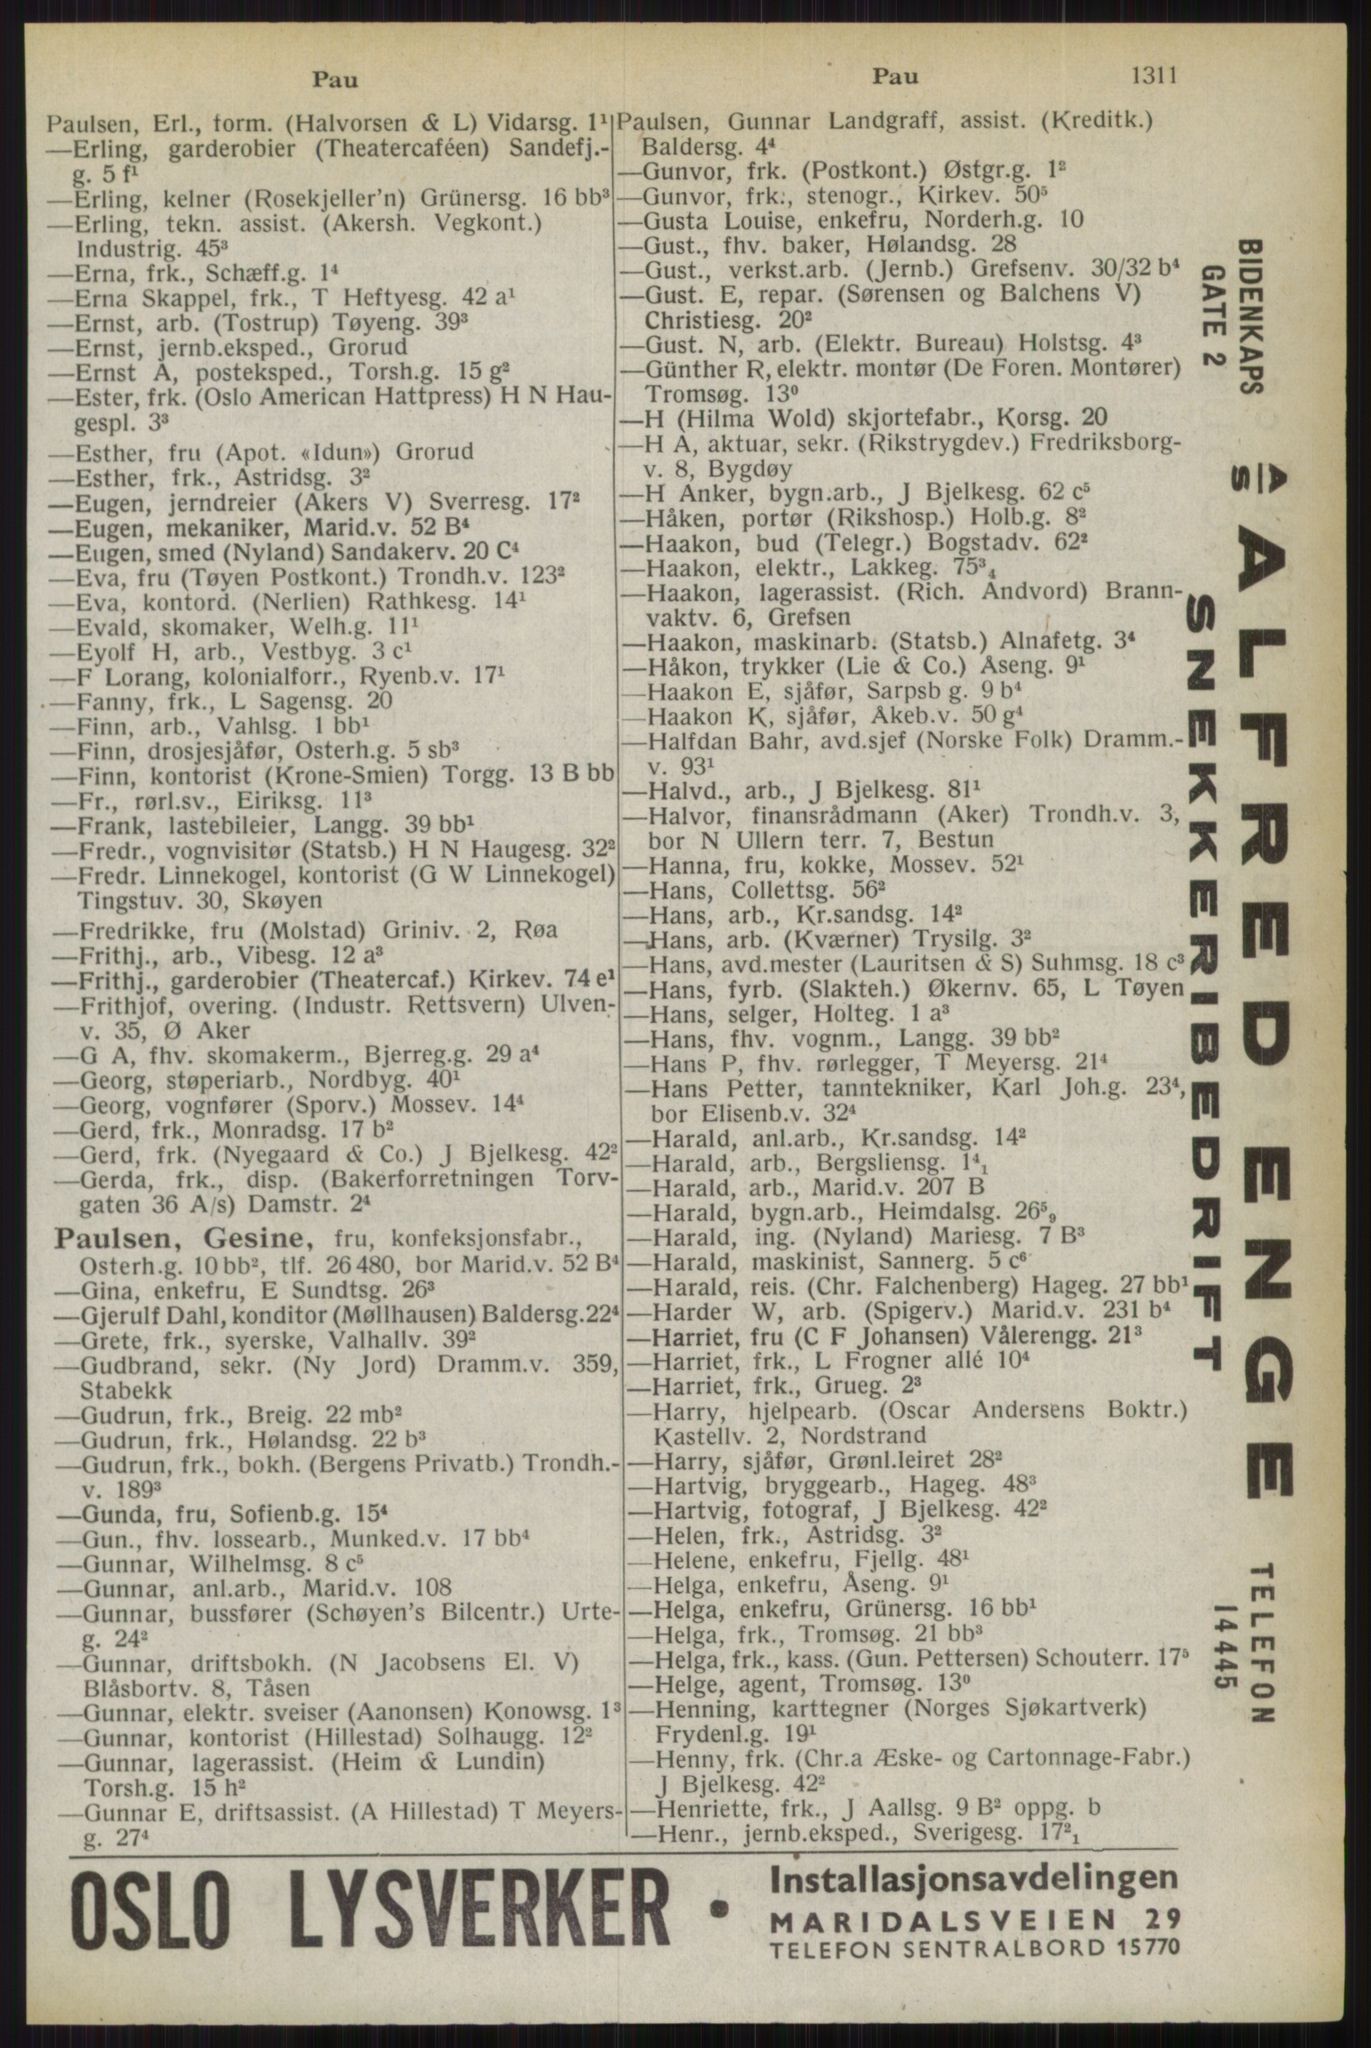 Pau
Paulsen, Erl., form. (Halvorsen & L) Vidarsg. 1¹
—Erling, garderobier (Theatercaféen) Sandefj.-
g. 5 f¹
—Erling, kelner (Rosekjeller'n) Grünersg. 16 bb³
—Erling, tekn. assist. (Akersh. Vegkont.)
Industrig. 45³
—Erna, frk., Schæff.g. 1⁴
—Erna Skappel, frk., T Heftyesg. 42 a¹
—Ernst, arb. (Tostrup) Tøyeng. 39³
—Ernst, jernb.eksped., Grorud
—Ernst A, posteksped., Torsh.g. 15 g²
—Ester, frk. (Oslo American Hattpress) H N Hau-
gespl. 3³
—Esther, fru (Apot. «Idun») Grorud
—Esther, frk., Astridsg. 3²
—Eugen, jerndreier (Akers V) Sverresg. 17²
—Eugen, mekaniker, Marid.v. 52 B⁴
—Eugen, smed (Nyland) Sandakerv. 20 C⁴
—Eva, fru (Tøyen Postkont.) Trondh.v. 123²
—Eva, kontord. (Nerlien) Rathkesg. 14¹
—Evald, skomaker, Welh.g. 11¹
—Eyolf H, arb., Vestbyg. 3 c¹
—F Lorang, kolonialforr., Ryenb.v. 17¹
—Fanny, frk., L Sagensg. 20
—Finn, arb., Vahlsg. 1 bb¹
—Finn, drosjesjåfør, Osterh.g. 5 sb³
—Finn, kontorist (Krone-Smien) Torgg. 13 B bb
—Fr., rørl.sv., Eiriksg. 11³
—Frank, lastebileier, Langg. 39 bb¹
—Fredr., vognvisitør (Statsb.) H N Haugesg. 32²
—Fredr. Linnekogel, kontorist (G W Linnekogel)
Tingstuv. 30, Skøyen
—Fredrikke, fru (Molstad) Griniv. 2, Røa
—Frithj., arb., Vibesg. 12 a³
—Frithj., garderobier (Theatercaf.) Kirkev. 74 e¹
—Frithjof, overing. (Industr. Rettsvern) Ulven-
v. 35, Ø Aker
—G A, fhv. skomakerm., Bjerreg.g. 29 a⁴
—Georg, støperiarb., Nordbyg. 40¹
—Georg, vognfører (Sporv.) Mossev. 14⁴
—Gerd, frk., Monradsg. 17 b²
—Gerd, frk. (Nyegaard & Co.) J Bjelkesg. 42²
—Gerda, frk., disp. (Bakerforretningen Torv-
gaten 36 A/s) Damstr. 2⁴
Paulsen, Gesine, fru, konfeksjonsfabr.,
Osterh.g. 10 bb², tlf. 26 480, bor Marid.v. 52 B⁴
—Gina, enkefru, E Sundtsg. 26³
—Gjerulf Dahl, konditor (Møllhausen) Baldersg. 22⁴
—Grete, frk., syerske, Valhallv. 39²
—Gudbrand, sekr. (Ny Jord) Dramm.v. 359,
Stabekk
—Gudrun, frk., Breig. 22 mb²
—Gudrun, frk., Hølandsg. 22 b³
—Gudrun, frk., bokh. (Bergens Privatb.) Trondh.-
v. 189³
—Gunda, fru, Sofienb.g. 15⁴
—Gun., fhv. lossearb., Munked.v. 17 bb⁴
—Gunnar, Wilhelmsg. 8 c⁵
—Gunnar, anl.arb., Marid.v. 108
—Gunnar, bussfører (Schøyen's Bilcentr.) Urte-
g. 24²
—Gunnar, driftsbokh. (N Jacobsens El. V)
Blåsbortv. 8, Tåsen
—Gunnar, elektr. sveiser (Aanonsen) Konowsg. 1³
—Gunnar, kontorist (Hillestad) Solhaugg. 12²
—Gunnar, lagerassist. (Heim & Lundin)
Torsh.g. 15 h²
—Gunnar E, driftsassist. (A Hillestad) T Meyers-
g. 27⁴
Pau 1311
Paulsen, Gunnar Landgraff, assist. (Kreditk.)
Baldersg. 4⁴
—Gunvor, frk. (Postkont.) Østgr.g. 1²
—Gunvor, frk., stenogr., Kirkev. 50⁵
—Gusta Louise, enkefru, Norderh.g. 10
—Gust., fhv. baker, Hølandsg. 28
—Gust., verkst.arb. (Jernb.) Grefsenv. 30/32 b⁴
—Gust. E, repar. (Sørensen og Balchens V)
Christiesg. 20²
—Gust. N, arb. (Elektr. Bureau) Holstsg. 4³
—Günther R, elektr. montør (De Foren. Montører)
Tromsøg. 13⁰
—H (Hilma Wold) skjortefabr., Korsg. 20
—H A, aktuar, sekr. (Rikstrygdev.) Fredriksborg-
v. 8, Bygdøy
—H Anker, bygn.arb., J Bjelkesg. 62 c⁵
—Håken, portør (Rikshosp.) Holb.g. 8²
—Haakon, bud (Telegr.) Bogstadv. 62²
—Haakon, elektr., Lakkeg. 75³₄
—Haakon, lagerassist. (Rich. Andvord) Brann-
vaktv. 6, Grefsen
—Haakon, maskinarb. (Statsb.) Alnafetg. 3⁴
—Håkon, trykker (Lie & Co.) Åseng. 9¹
—Haakon E, sjåfør, Sarpsb g. 9 b⁴
—Haakon K, sjåfør, Åkeb.v. 50 g⁴
—Halfdan Bahr, avd.sjef (Norske Folk) Dramm.-
v. 93¹
—Halvd., arb., J Bjelkesg. 81¹
—Halvor, finansrådmann (Aker) Trondh.v. 3,
bor N Ullern terr. 7, Bestun
—Hanna, fru, kokke, Mossev. 52¹
—Hans, Collettsg. 56²
—Hans, arb., Kr.sandsg. 14²
—Hans, arb. (Kværner) Trysilg. 3²
—Hans, avd.mester (Lauritsen & S) Suhmsg. 18 c³
—Hans, fyrb. (Slakteh.) Økernv. 65, L Tøyen
—Hans, selger, Holteg. 1 a³
—Hans, fhv. vognm., Langg. 39 bb²
—Hans P, fhv. rørlegger, T Meyersg. 21⁴
—Hans Petter, tanntekniker, Karl Joh.g. 23⁴,
bor Elisenb.v. 32⁴
—Harald, anl.arb., Kr.sandsg. 14²
—Harald, arb., Bergsliensg. 1⁴₁
—Harald, arb., Marid.v. 207 B
—Harald, bygn.arb., Heimdalsg. 26⁵₉
—Harald, ing. (Nyland) Mariesg. 7 B³
—Harald, maskinist, Sannerg. 5 c⁶
—Harald, reis. (Chr. Falchenberg) Hageg. 27 bb¹
—Harder W, arb. (Spigerv.) Marid.v. 231 b⁴
—Harriet, fru (C F Johansen) Vålerengg. 21³
—Harriet, frk., L Frogner allé 10⁴
—Harriet, frk., Grueg. 2³
—Harry, hjelpearb. (Oscar Andersens Boktr.)
Kastellv. 2, Nordstrand
—Harry, sjåfør, Grønl.leiret 28²
—Hartvig, bryggearb., Hageg. 48³
—Hartvig, fotograf, J Bjelkesg. 42²
—Helen, frk., Astridsg. 3²
—Helene, enkefru, Fjellg. 48¹
—Helga, enkefru, Åseng. 9¹
—Helga, enkefru, Grünersg. 16 bb¹
—Helga, frk., Tromsøg. 21 bb³
—Helga, frk., kass. (Gun. Pettersen) Schouterr. 17⁵
—Helge, agent, Tromsøg. 13⁰
—Henning, karttegner (Norges Sjøkartverk)
Frydenl.g. 19¹
—Henny, frk. (Chr.a Æske- og Cartonnage-Fabr.)
J Bjelkesg. 42²
—Henriette, frk., J Aallsg. 9 B² oppg. b
—Henr., jernb.eksped., Sverigesg. 17²₁
BIDENKAPS
GATE 2
A/S ALFRED ENGE
SNEKKERIBEDRIFT
TELEFON
14 445
OSLO LYSVERKER •
Installasjonsavdelingen
MARIDALSVEIEN 29
TELEFON SENTRALBORD 15770